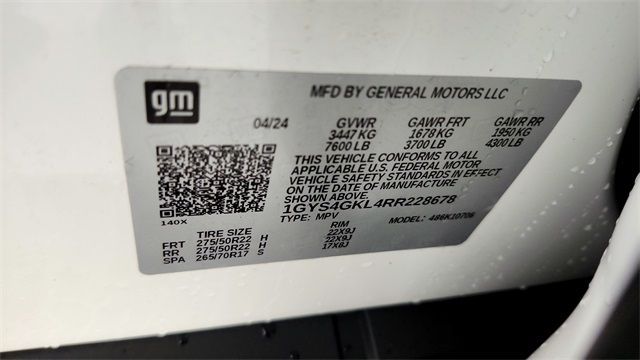 gm
MFD BY GENERAL MOTORS LLC
04/24 GVWR GAWR FRT GAWR RR
3447 KG 1678 KG 1950 KG
7600 LB 3700 LB 4300 LB
THIS VEHICLE CONFORMS TO ALL
APPLICABLE U.S. FEDERAL MOTOR
VEHICLE SAFETY STANDARDS IN EFFECT
ON THE DATE OF MANUFACTURE SHOWN ABOVE.
1GYS4GKL4RR228678
140X TYPE: MPV MODEL: 486K10706
TIRE SIZE RIM
FRT 275/50R22 H 22X9J
RR 275/50R22 H 22X9J
SPA 265/70R17 S 17X8J